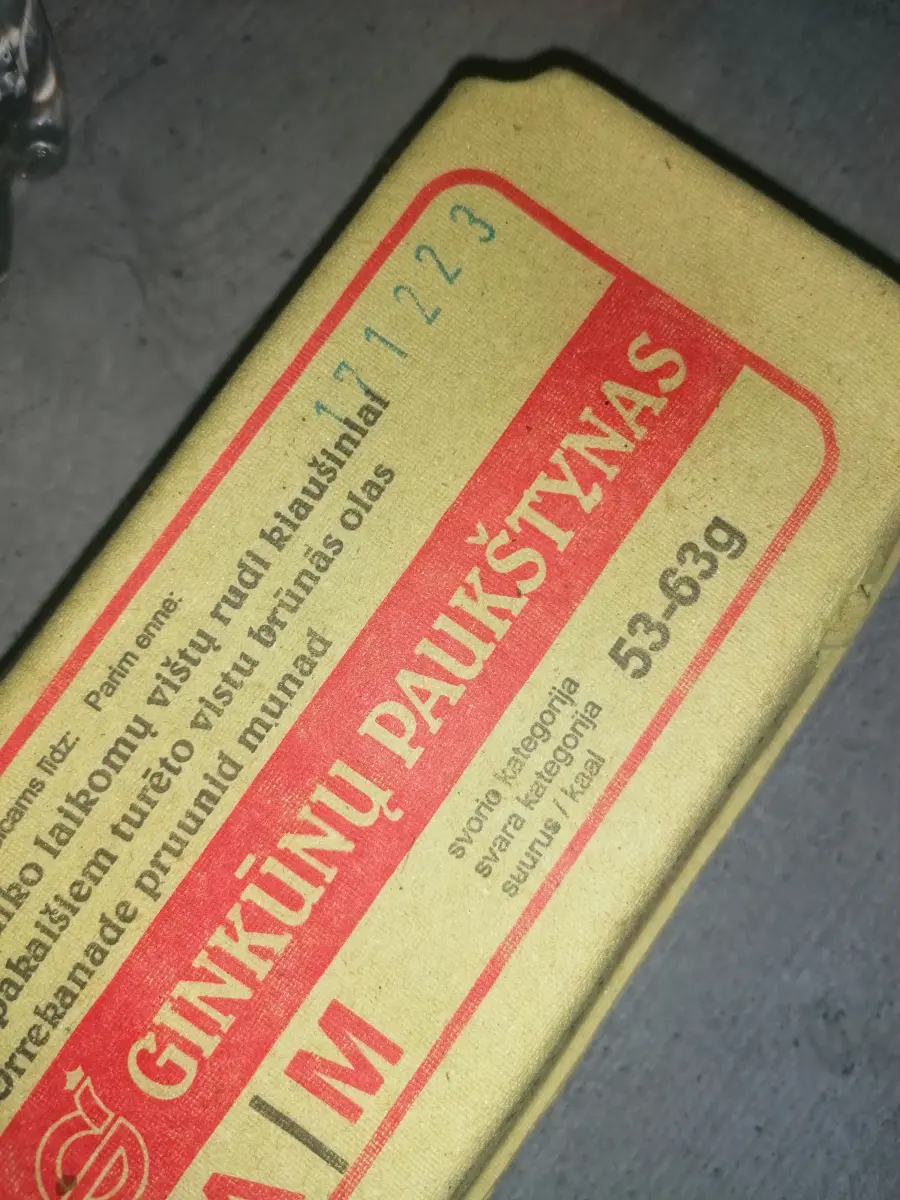 171223
Parim enne:
līdz:
laikomų vištų rudi kiaušiniai
turēto vistu brūnās olas
pruunid munad
GINKŪNŲ PAUKŠTYNAS
svorio kategorija
svara kategorija
suurus / kaal
53-63g
A/M